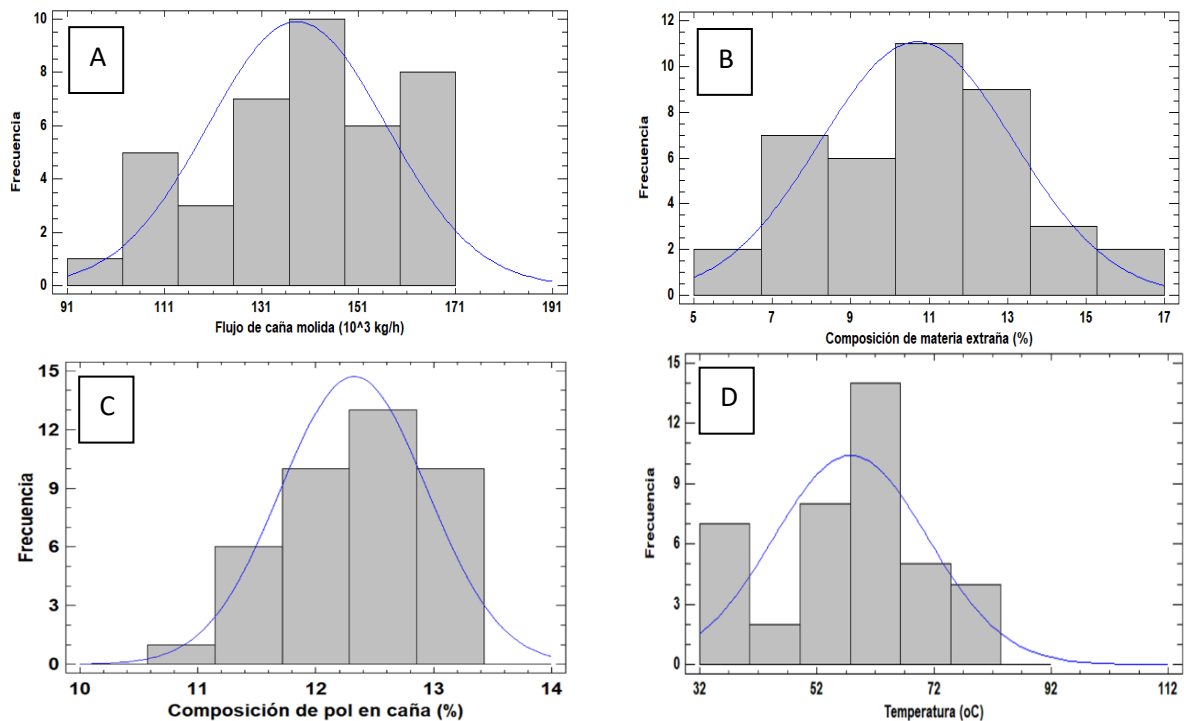 A
Frecuencia
10
8
6
4
2
0
91 111 131 151 171 191
Flujo de caña molida (10^3 kg/h)
B
Frecuencia
12
10
8
6
4
2
0
5 7 9 11 13 15 17
Composición de materia extraña (%)
C
Frecuencia
15
12
9
6
3
0
10 11 12 13 14
Composición de pol en caña (%)
D
Frecuencia
15
12
9
6
3
0
32 52 72 92 112
Temperatura (oC)